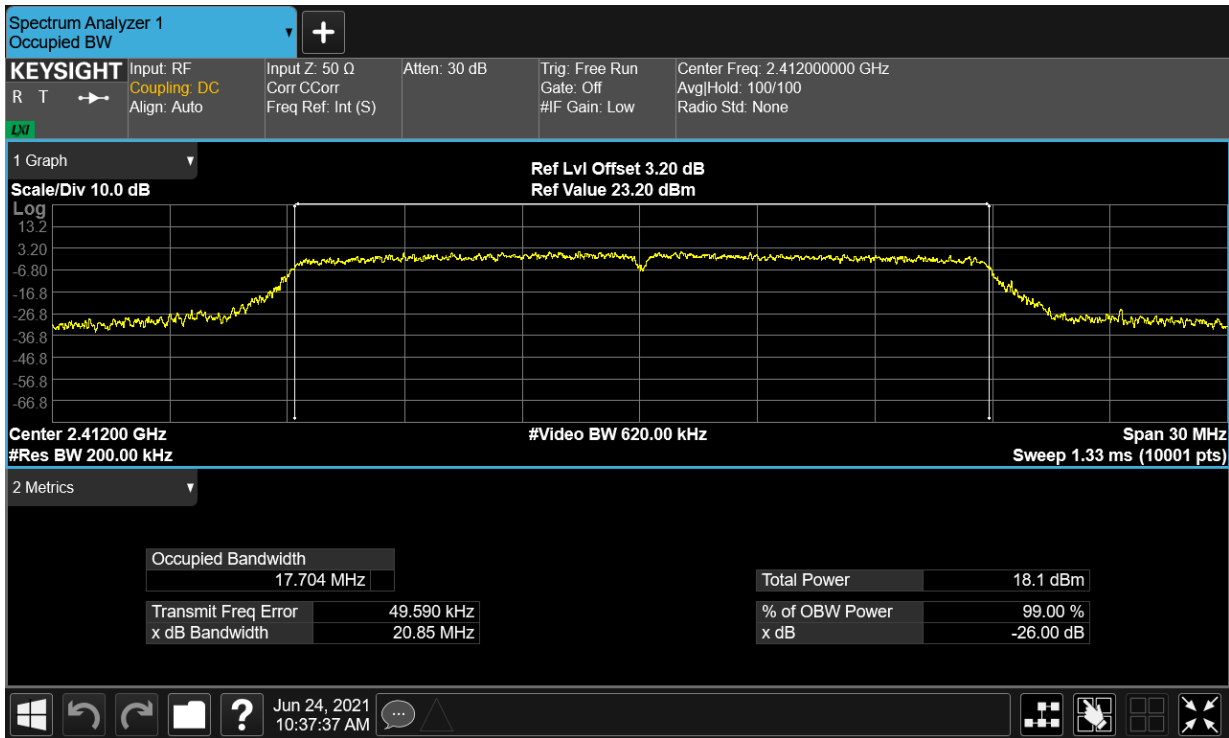 Spectrum Analyzer 1
Occupied BW
+
KEYSIGHT
R T
LXI
Input: RF
Coupling: DC
Align: Auto
Input Z: 50 Ω
Corr CCorr
Freq Ref: Int (S)
Atten: 30 dB
Trig: Free Run
Gate: Off
#IF Gain: Low
Center Freq: 2.412000000 GHz
Avg|Hold: 100/100
Radio Std: None
1 Graph
Scale/Div 10.0 dB
Ref Lvl Offset 3.20 dB
Ref Value 23.20 dBm
Log
13.2
3.20
-6.80
-16.8
-26.8
-36.8
-46.8
-56.8
-66.8
Center 2.41200 GHz
#Res BW 200.00 kHz
#Video BW 620.00 kHz
Span 30 MHz
Sweep 1.33 ms (10001 pts)
2 Metrics
Occupied Bandwidth
17.704 MHz
Transmit Freq Error 49.590 kHz
x dB Bandwidth 20.85 MHz
Total Power 18.1 dBm
% of OBW Power 99.00 %
x dB -26.00 dB
?
Jun 24, 2021
10:37:37 AM